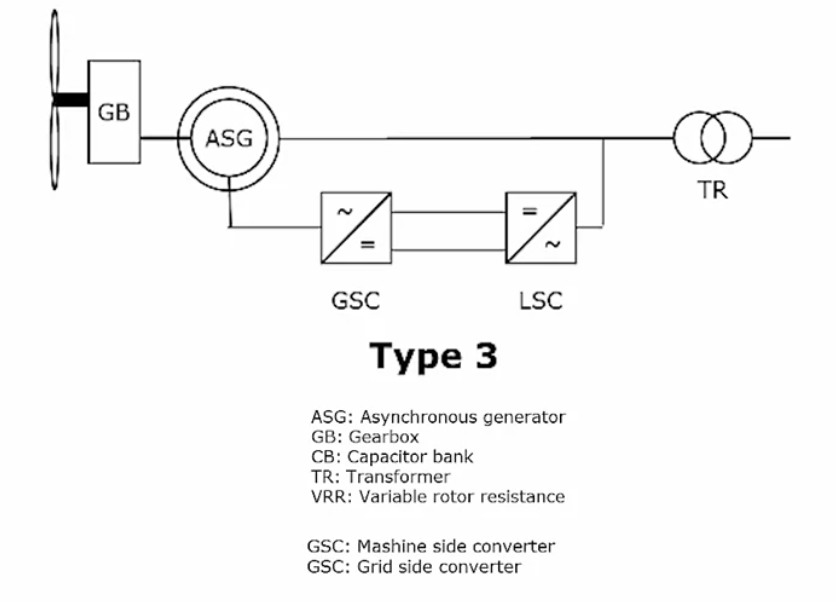 GB
ASG
TR
~
=
=
~
GSC
LSC
Type 3
ASG: Asynchronous generator
GB: Gearbox
CB: Capacitor bank
TR: Transformer
VRR: Variable rotor resistance
GSC: Mashine side converter
GSC: Grid side converter